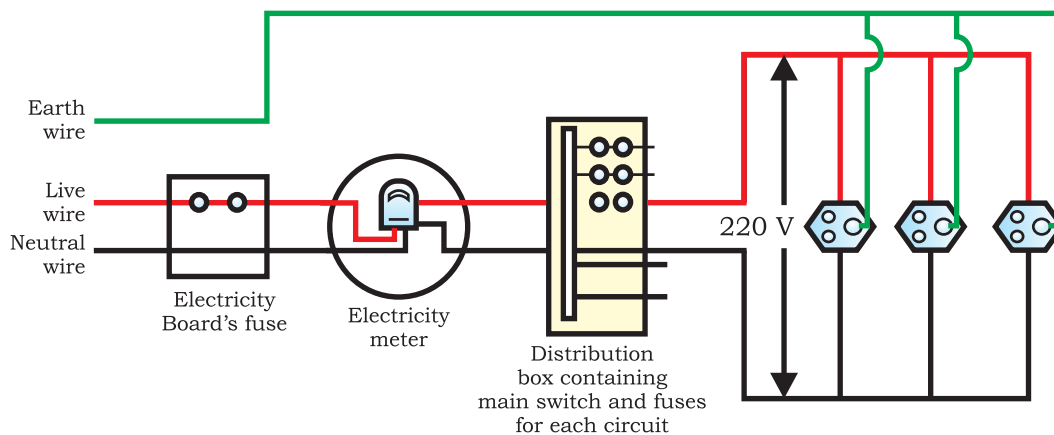 Earth
wire
Live
wire
Neutral
wire
Electricity
Board's fuse
Electricity
meter
Distribution
box containing
main switch and fuses
for each circuit
220 V